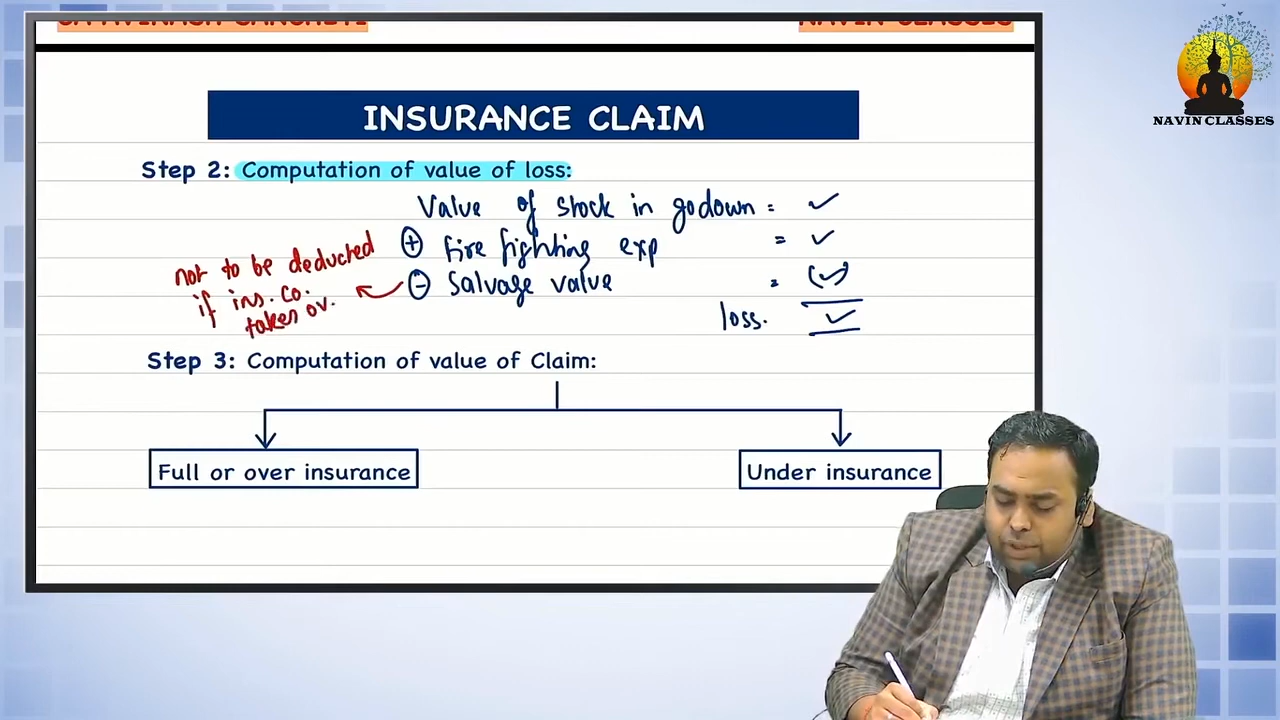 NAVIN CLASSES
INSURANCE CLAIM
Step 2: Computation of value of loss:
Value of stock in godown = ✓
⊕ fire fighting exp = ✓
⊖ Salvage value = (✓)
not to be deducted
if ins. co.
takes ov.
loss. ✓
Step 3: Computation of value of Claim:
Full or over insurance
Under insurance
NAVIN CLASSES